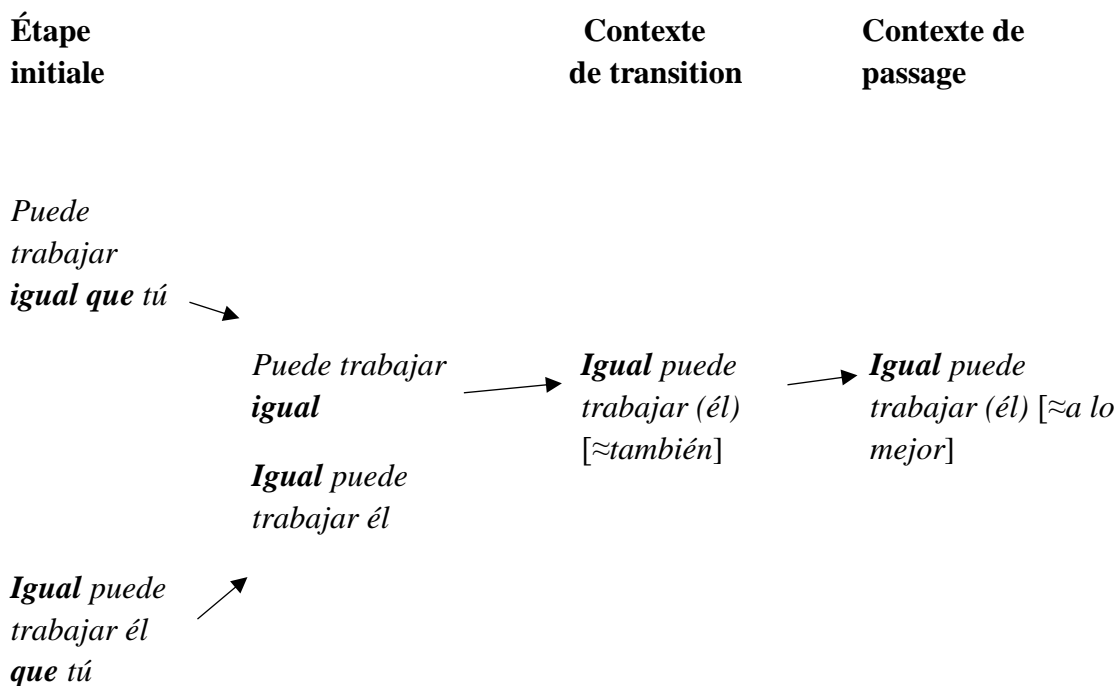 Étape
initiale
Contexte
de transition
Contexte de
passage
Puede
trabajar
igual que tú
Puede trabajar
igual
Igual puede
trabajar él
Igual puede
trabajar él
que tú
Igual puede
trabajar (él)
[≈también]
Igual puede
trabajar (él) [≈a lo
mejor]